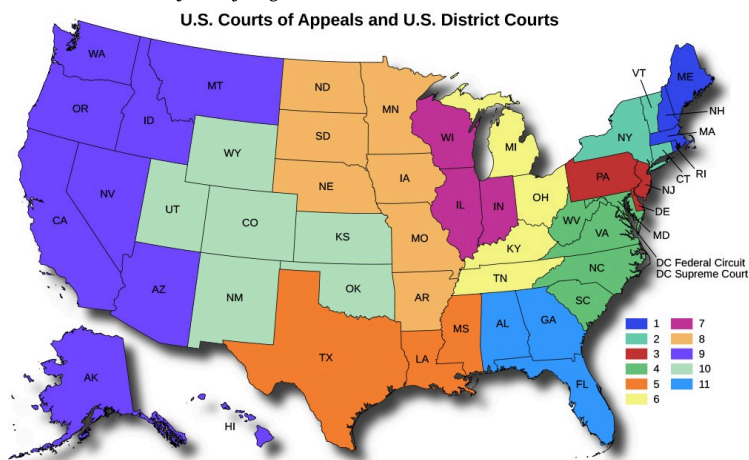 U.S. Courts of Appeals and U.S. District Courts
WA
MT
ND
MN
VT
ME
OR
ID
SD
WI
MI
NY
NH
MA
WY
NE
IA
PA
RI
CT
NJ
NV
UT
CO
IL
IN
OH
DE
CA
KS
MO
WV
VA
MD
KY
DC Federal Circuit
DC Supreme Court
AZ
NM
OK
AR
TN
NC
SC
MS
AL
GA
TX
LA
FL
AK
HI
1
2
3
4
5
6
7
8
9
10
11